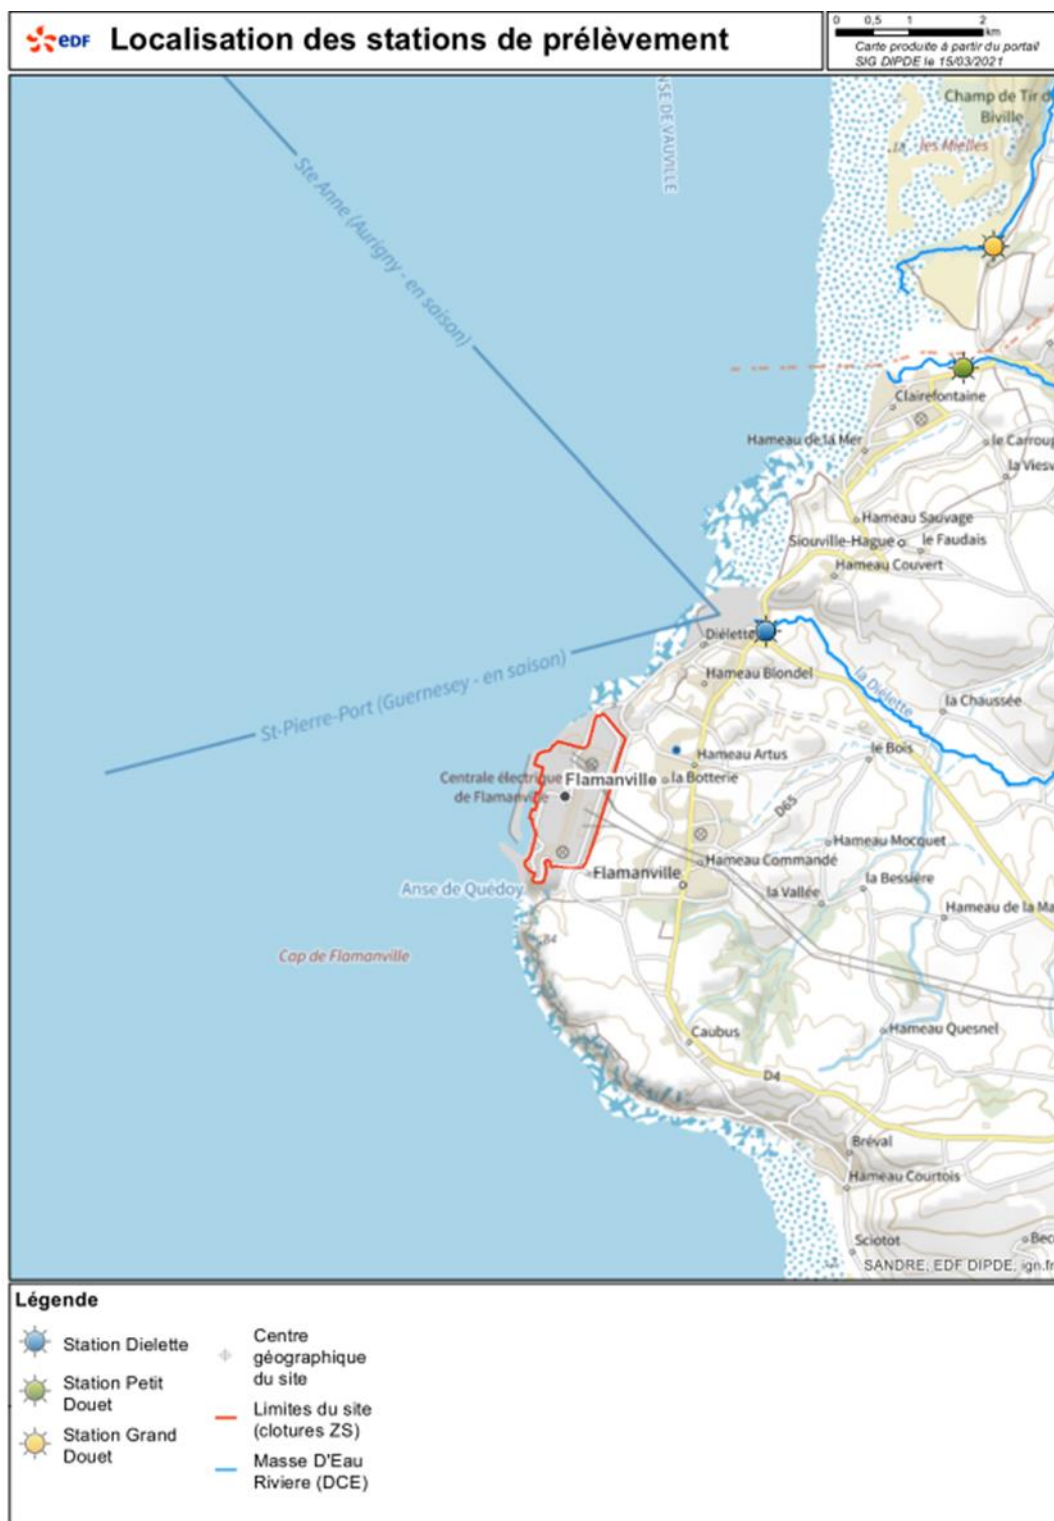 edf Localisation des stations de prélèvement
0 0,5 1 2
km
Carte produite à partir du portail
SIG DIPDE le 15/03/2021
NSE DE VAUVILLE
Champ de Tir d
Biville
les Mielles
Ste Anne (Aurigny - en saison)
Clairefontaine
Hameau de la Mer
le Carroug
la Viesv
Hameau Sauvage
Siouville-Hague
le Faudais
Hameau Couvert
Diélette
St-Pierre-Port (Guernesey - en saison)
Hameau Blondel
la Diélette
la Chaussée
le Bois
Hameau Artus
Centrale électrique
de Flamanville
Flamanville
la Botterie
D65
Hameau Mocquet
Hameau Commandé
Flamanville
la Bessière
la Vallée
Anse de Quédoy
Hameau de la Ma
84
Cap de Flamanville
Hameau Quesnel
Caubus
D4
Bréval
Hameau Courtois
Sciotot
Bec
SANDRE, EDF DIPDE, ign.fr
Légende
Station Dielette
Station Petit
Douet
Station Grand
Douet
Centre
géographique
du site
Limites du site
(clotures ZS)
Masse D'Eau
Riviere (DCE)